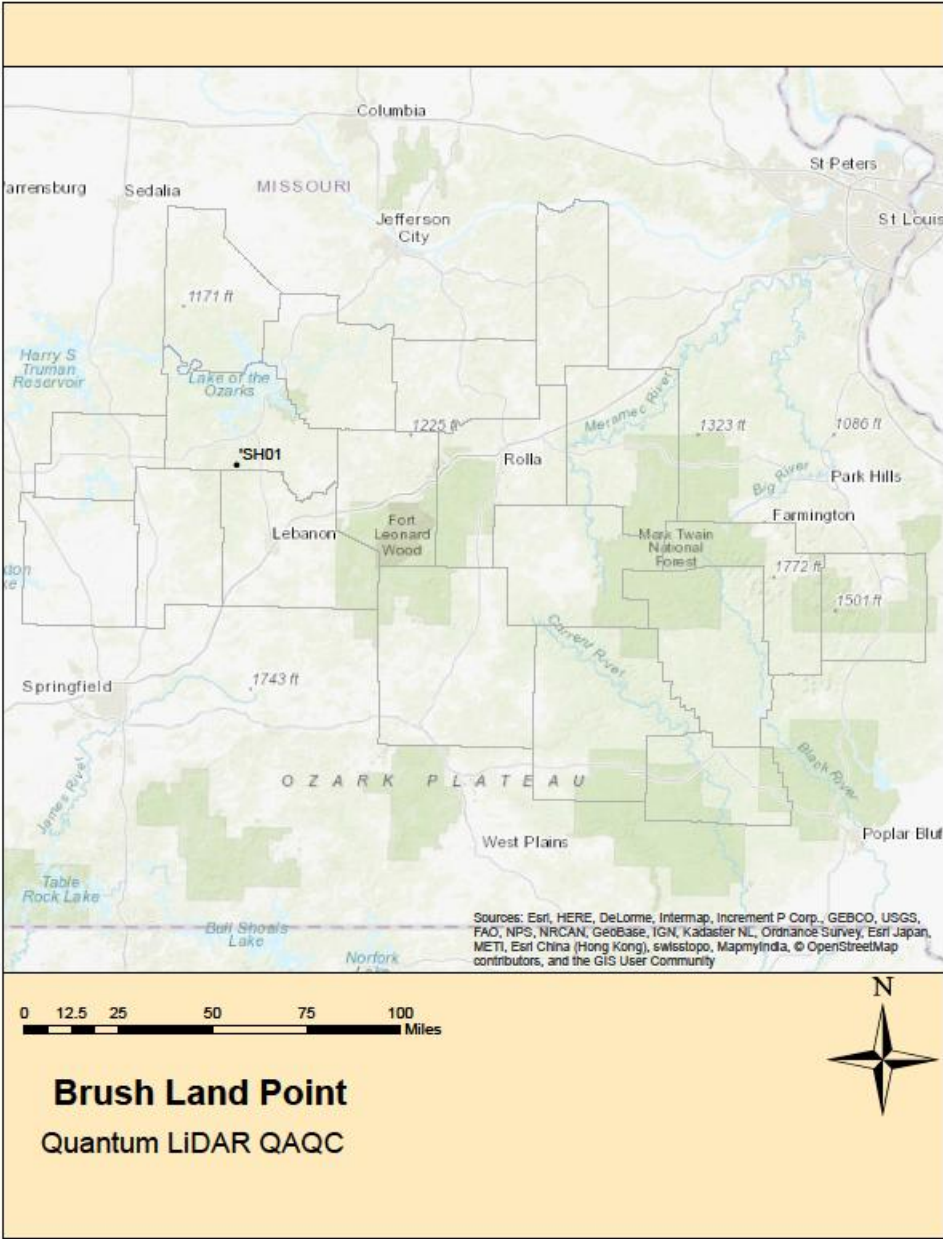 Columbia
St Peters
arrensburg
Sedalia
MISSOURI
Jefferson
City
St Louis
1171 ft
Harry S
Truman
Reservoir
Lake of the
Ozarks
Meramec River
1225 ft
1323 ft
1086 ft
'SH01
Rolla
Big River
Park Hills
Lebanon
Fort
Leonard
Wood
Farmington
Mark Twain
National
Forest
1772 ft
1501 ft
Current River
Springfield
1743 ft
James River
OZARK PLATEAU
Black River
West Plains
Poplar Bluf
Table
Rock Lake
Bull Shoals
Lake
Norfork
Sources: Esri, HERE, DeLorme, Intermap, Increment P Corp., GEBCO, USGS,
FAO, NPS, NRCAN, GeoBase, IGN, Kadaster NL, Ordnance Survey, Esri Japan,
METI, Esri China (Hong Kong), swisstopo, MapmyIndia, © OpenStreetMap
contributors, and the GIS User Community
N
0 12.5 25 50 75 100
Miles
Brush Land Point
Quantum LiDAR QAQC